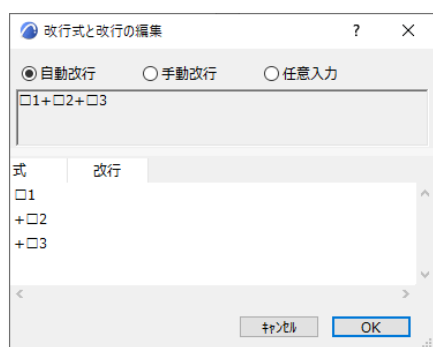 改行式と改行の編集 ? ×
自動改行 手動改行 任意入力
□1+□2+□3
式 改行
□1
+□2
+□3
ｷｬﾝｾﾙ OK